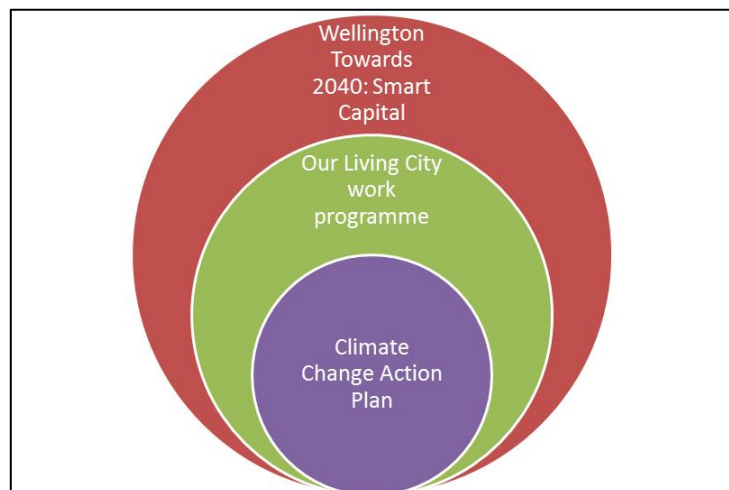 Wellington
Towards
2040: Smart
Capital
Our Living City
work
programme
Climate
Change Action
Plan